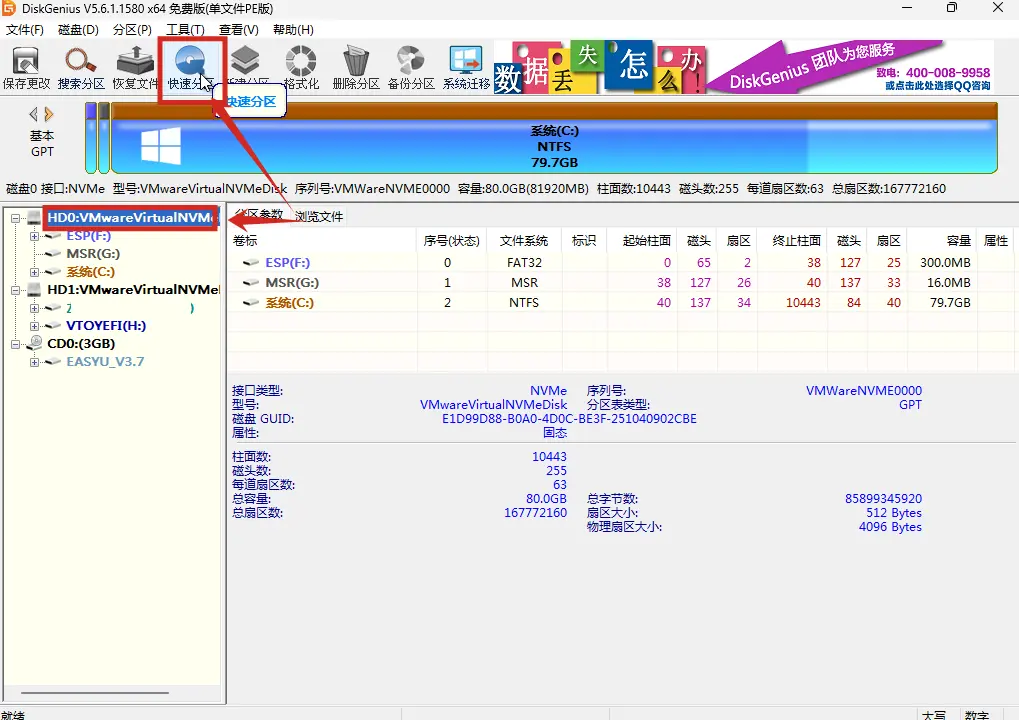 DiskGenius V5.6.1.1580 x64 免费版(单文件PE版)
文件(F) 磁盘(D) 分区(P) 工具(T) 查看(V) 帮助(H)
保存更改 搜索分区 恢复文件 快速分区 格式化 删除分区 备份分区 系统迁移
数据丢失怎么办!
DiskGenius 团队为您服务
致电: 400-008-9958
或点击此处选择QQ咨询
快速分区
基本
GPT
系统(C:)
NTFS
79.7GB
磁盘0 接口:NVMe 型号:VMwareVirtualNVMeDisk 序列号:VMWareNVME0000 容量:80.0GB(81920MB) 柱面数:10443 磁头数:255 每道扇区数:63 总扇区数:167772160
HD0:VMwareVirtualNVMe
ESP(F:)
MSR(G:)
系统(C:)
HD1:VMwareVirtualNVMe
2 )
VTOYEFI(H:)
CD0:(3GB)
EASYU_V3.7
分区参数 浏览文件
卷标 序号(状态) 文件系统 标识 起始柱面 磁头 扇区 终止柱面 磁头 扇区 容量 属性
ESP(F:) 0 FAT32 0 65 2 38 127 25 300.0MB
MSR(G:) 1 MSR 38 127 26 40 137 33 16.0MB
系统(C:) 2 NTFS 40 137 34 10443 84 40 79.7GB
接口类型: NVMe 序列号: VMWareNVME0000
型号: VMwareVirtualNVMeDisk 分区表类型: GPT
磁盘 GUID: E1D99D88-B0A0-4D0C-BE3F-251040902CBE
属性: 固态
柱面数: 10443
磁头数: 255
每道扇区数: 63
总容量: 80.0GB 总字节数: 85899345920
总扇区数: 167772160 扇区大小: 512 Bytes
物理扇区大小: 4096 Bytes
就绪 大写 数字